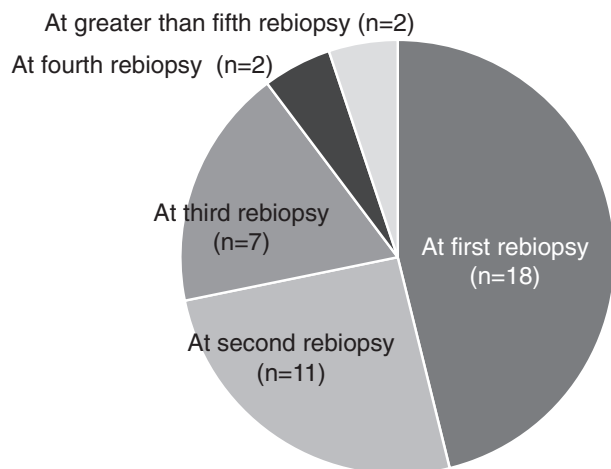 At greater than fifth rebiopsy (n=2)
At fourth rebiopsy (n=2)
At third rebiopsy
(n=7)
At first rebiopsy
(n=18)
At second rebiopsy
(n=11)